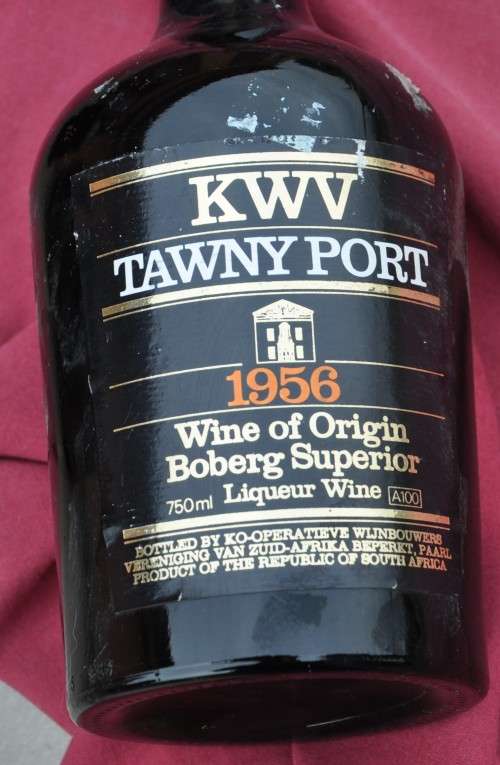 KWV
TAWNY PORT
1956
Wine of Origin
Boberg Superior
750ml Liqueur Wine A100
BOTTLED BY KO-OPERATIEVE WIJNBOUWERS
VERENIGING VAN ZUID-AFRIKA BEPERKT, PAARL
PRODUCT OF THE REPUBLIC OF SOUTH AFRICA